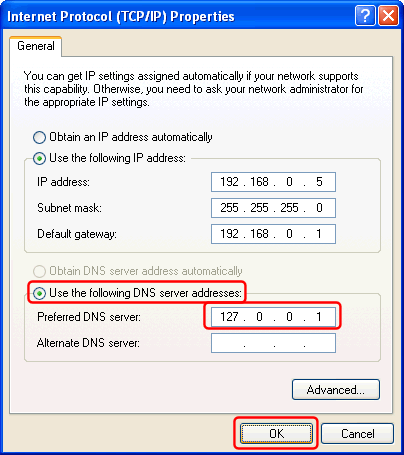 Internet Protocol (TCP/IP) Properties
General
You can get IP settings assigned automatically if your network supports
this capability. Otherwise, you need to ask your network administrator for
the appropriate IP settings.
Obtain an IP address automatically
Use the following IP address:
IP address: 192 . 168 . 0 . 5
Subnet mask: 255 . 255 . 255 . 0
Default gateway: 192 . 168 . 0 . 1
Obtain DNS server address automatically
Use the following DNS server addresses:
Preferred DNS server: 127 . 0 . 0 . 1
Alternate DNS server: . . .
Advanced...
OK Cancel